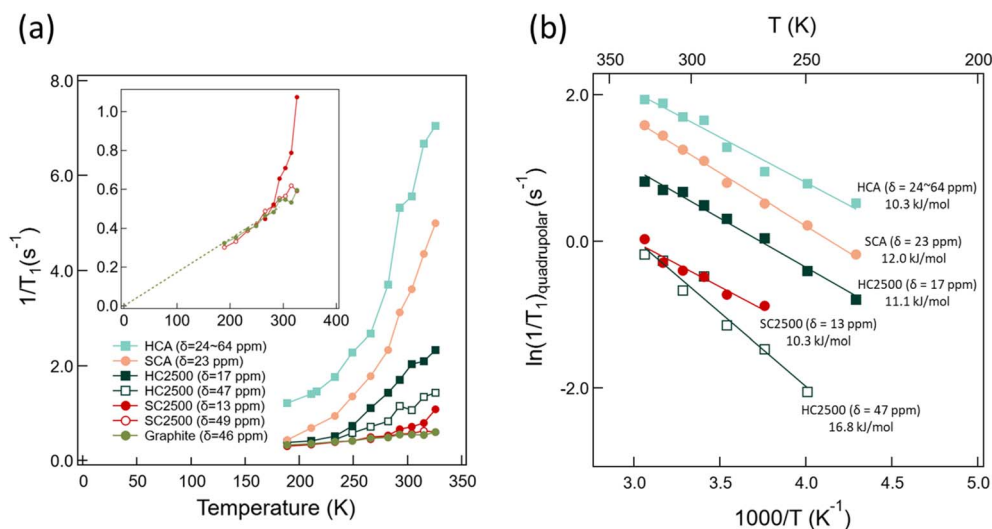 (a)
8.0
6.0
4.0
2.0
0.0
1/T₁(s⁻¹)
1.0
0.8
0.6
0.4
0.2
0.0
0 100 200 300 400
HCA (δ=24~64 ppm)
SCA (δ=23 ppm)
HC2500 (δ=17 ppm)
HC2500 (δ=47 ppm)
SC2500 (δ=13 ppm)
SC2500 (δ=49 ppm)
Graphite (δ=46 ppm)
0 50 100 150 200 250 300 350
Temperature (K)
(b)
T (K)
350 300 250 200
2.0
0.0
-2.0
ln(1/T₁)quadrupolar (s⁻¹)
HCA (δ = 24~64 ppm)
10.3 kJ/mol
SCA (δ = 23 ppm)
12.0 kJ/mol
HC2500 (δ = 17 ppm)
11.1 kJ/mol
SC2500 (δ = 13 ppm)
10.3 kJ/mol
HC2500 (δ = 47 ppm)
16.8 kJ/mol
3.0 3.5 4.0 4.5 5.0
1000/T (K⁻¹)